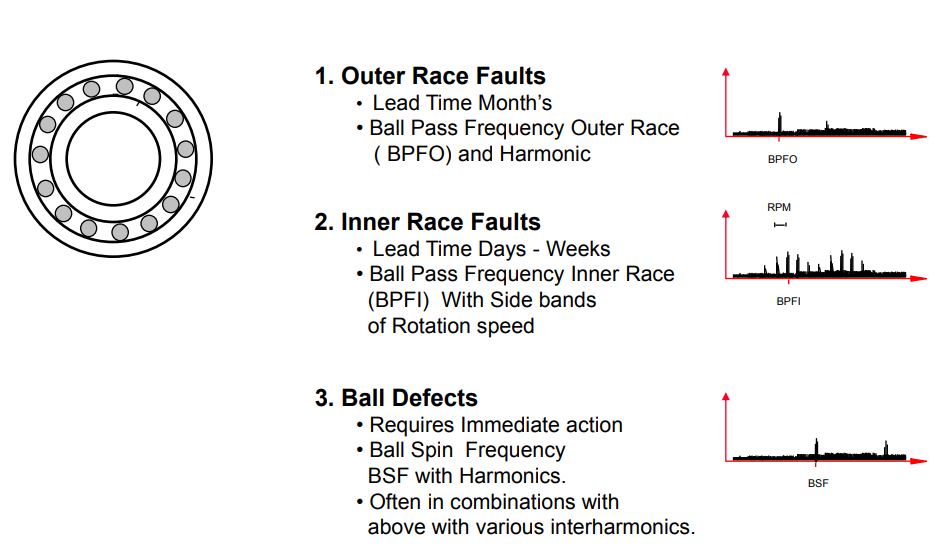 1. Outer Race Faults
• Lead Time Month's
• Ball Pass Frequency Outer Race
( BPFO) and Harmonic
BPFO
2. Inner Race Faults
• Lead Time Days - Weeks
• Ball Pass Frequency Inner Race
(BPFI) With Side bands
of Rotation speed
RPM
BPFI
3. Ball Defects
• Requires Immediate action
• Ball Spin Frequency
BSF with Harmonics.
• Often in combinations with
above with various interharmonics.
BSF